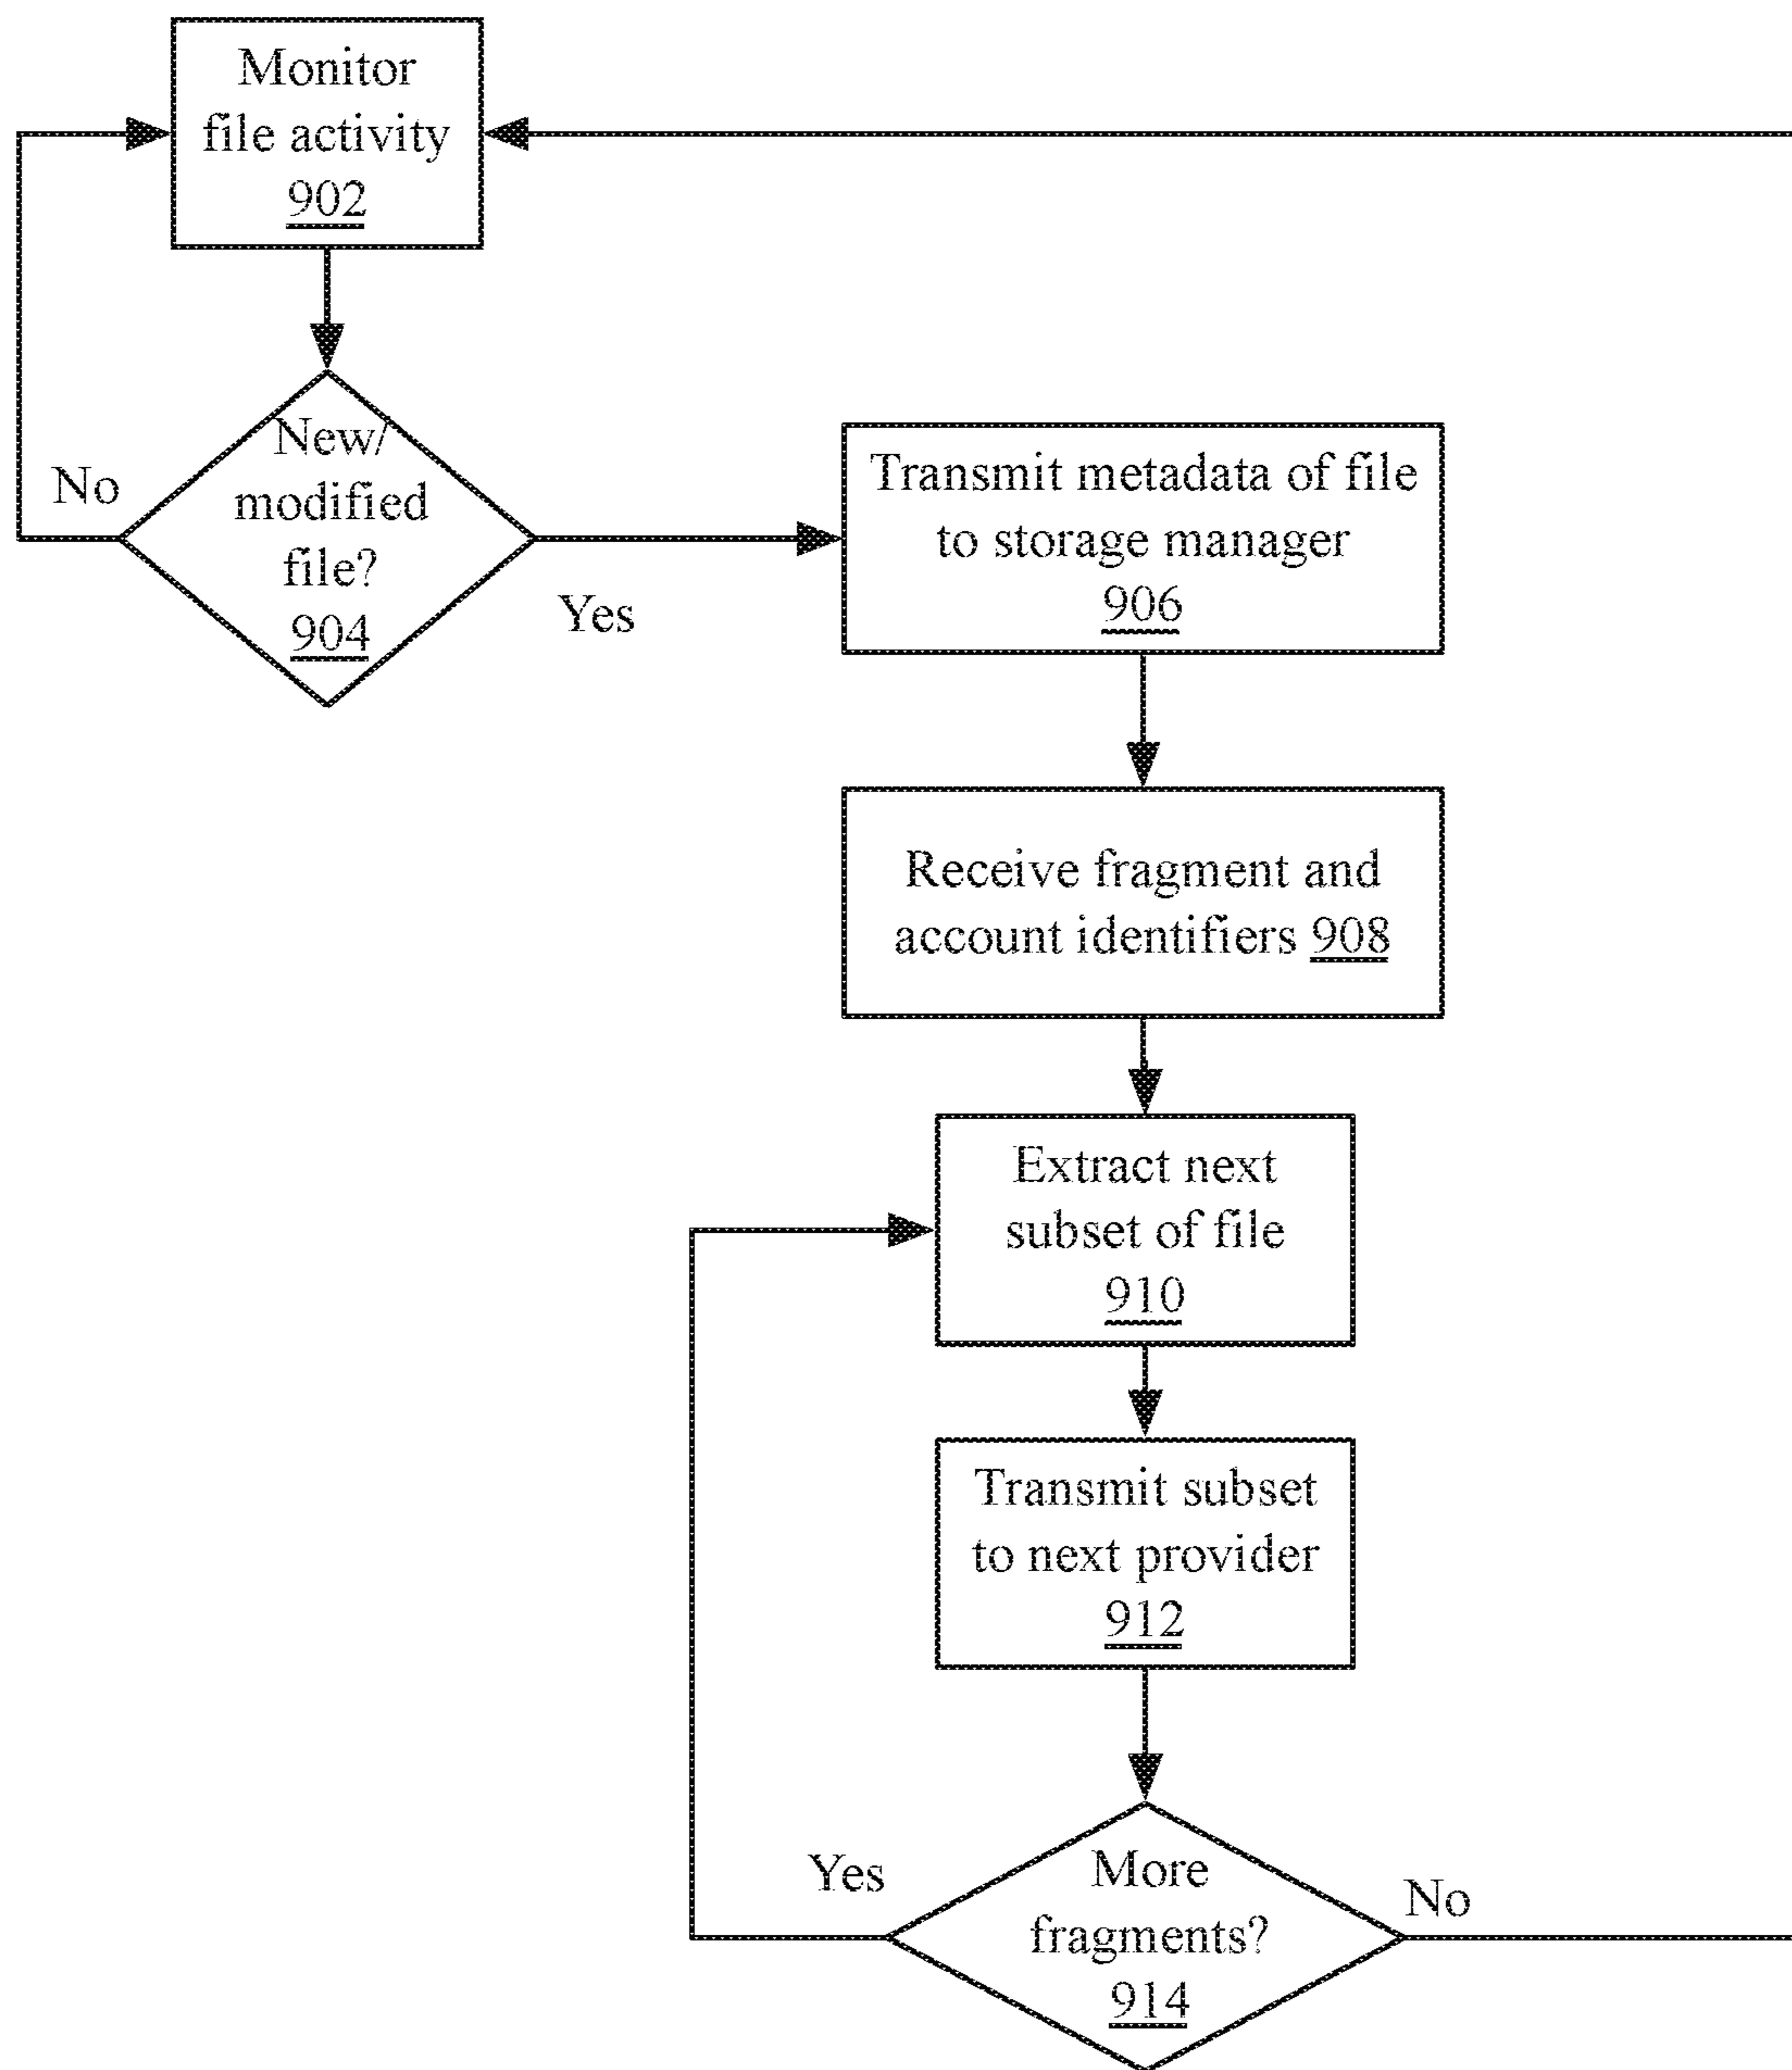 Monitor
file activity
902
New/
modified
file?
904
No
Yes
Transmit metadata of file
to storage manager
906
Receive fragment and
account identifiers 908
Extract next
subset of file
910
Transmit subset
to next provider
912
More
fragments?
914
Yes
No